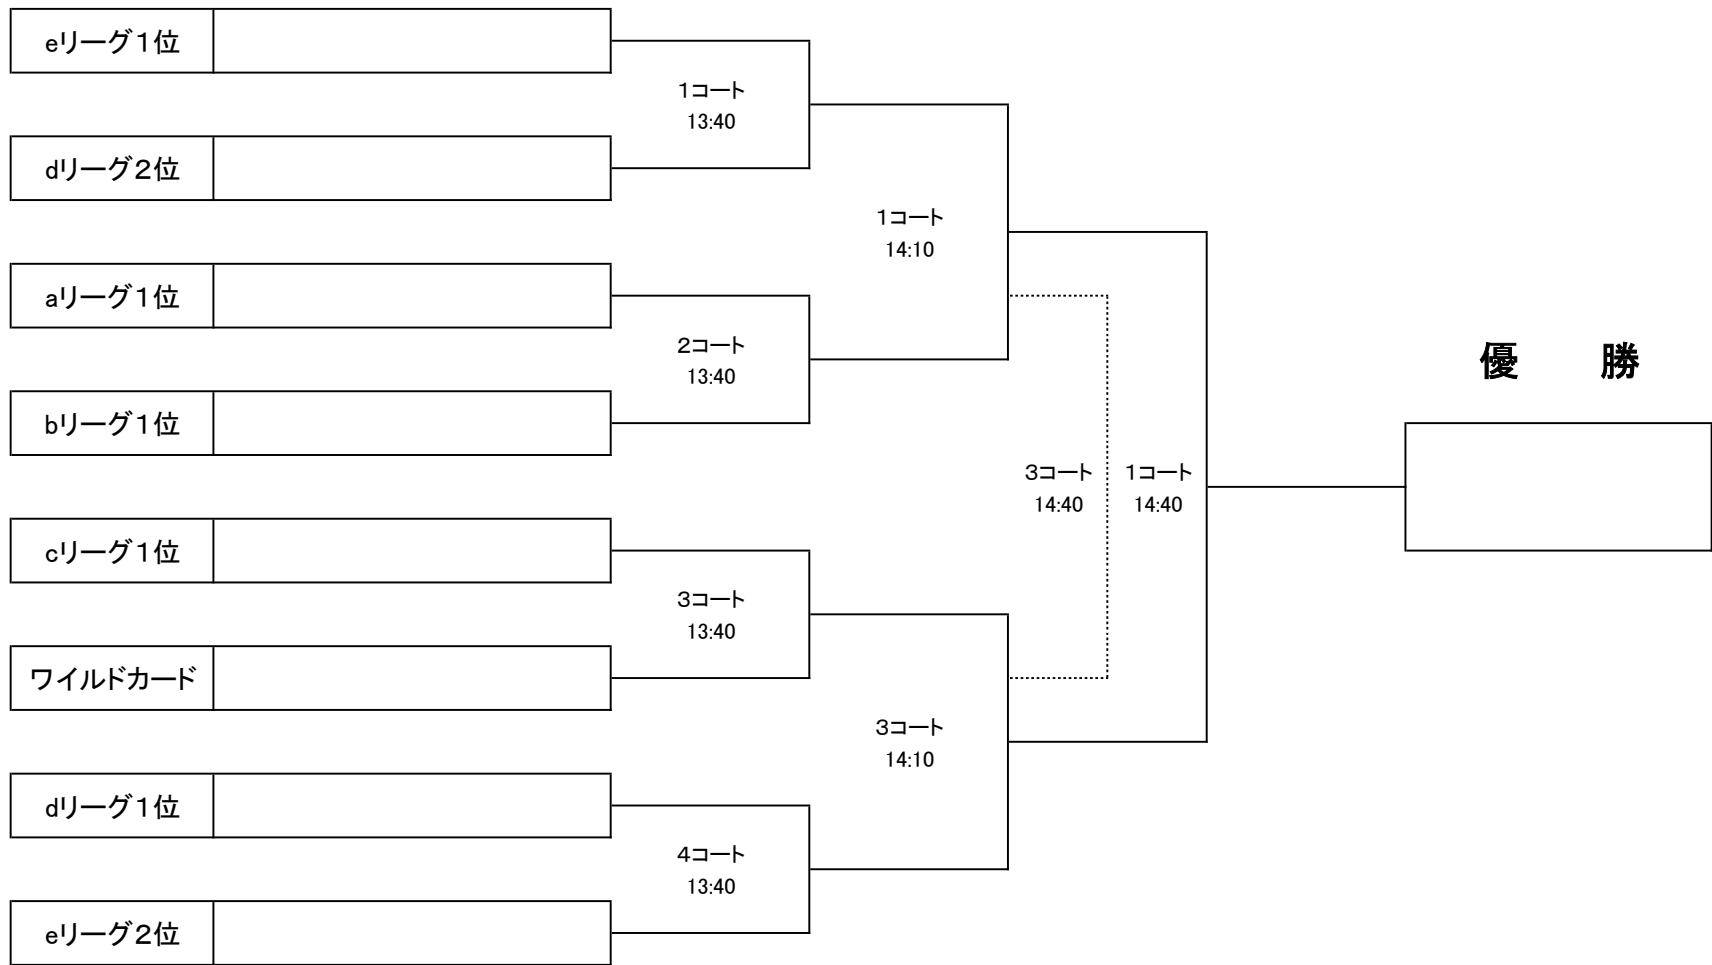 eリーグ１位
1コート
13:40
dリーグ２位
1コート
14:10
aリーグ１位
2コート
13:40
優　勝
bリーグ１位
3コート
14:40
1コート
14:40
cリーグ１位
3コート
13:40
ワイルドカード
3コート
14:10
dリーグ１位
4コート
13:40
eリーグ２位